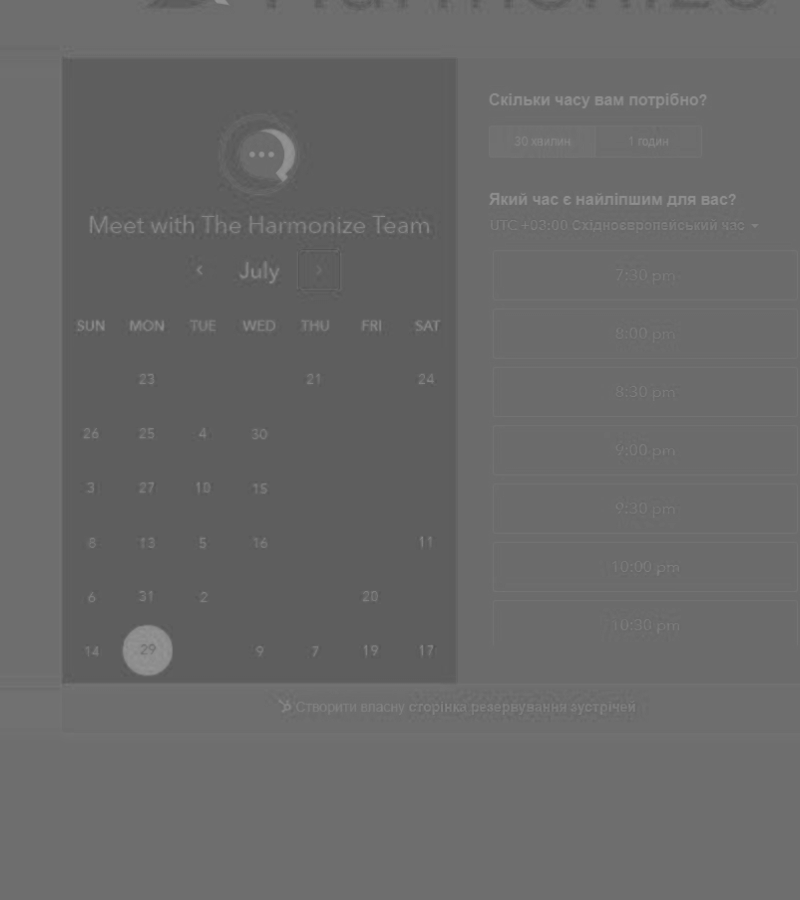 Harmonize
Meet with The Harmonize Team
July
SUN MON TUE WED THU FRI SAT
23 21 24
26 25 4 30
3 27 10 15
8 13 5 16 11
6 31 2 20
14 29 9 7 19 17
Скільки часу вам потрібно?
30 хвилин 1 годин
Який час є найліпшим для вас?
UTC +03:00 Східноєвропейський час
7:30 pm
8:00 pm
8:30 pm
9:00 pm
9:30 pm
10:00 pm
10:30 pm
Створити власну сторінка резервування зустрічей